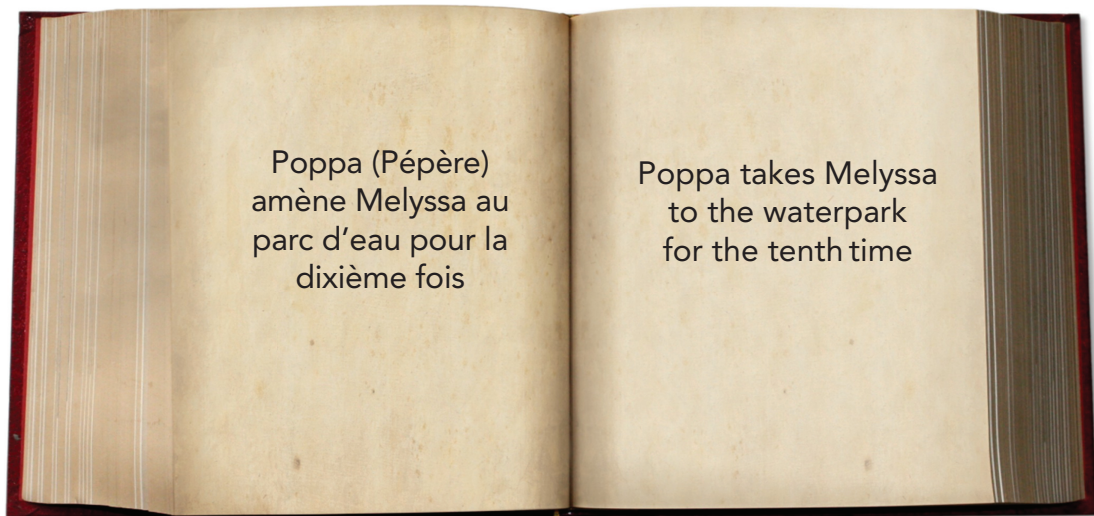 Poppa (Pépère)
amène Melyssa au
parc d’eau pour la
dixième fois
Poppa takes Melyssa
to the waterpark
for the tenth time